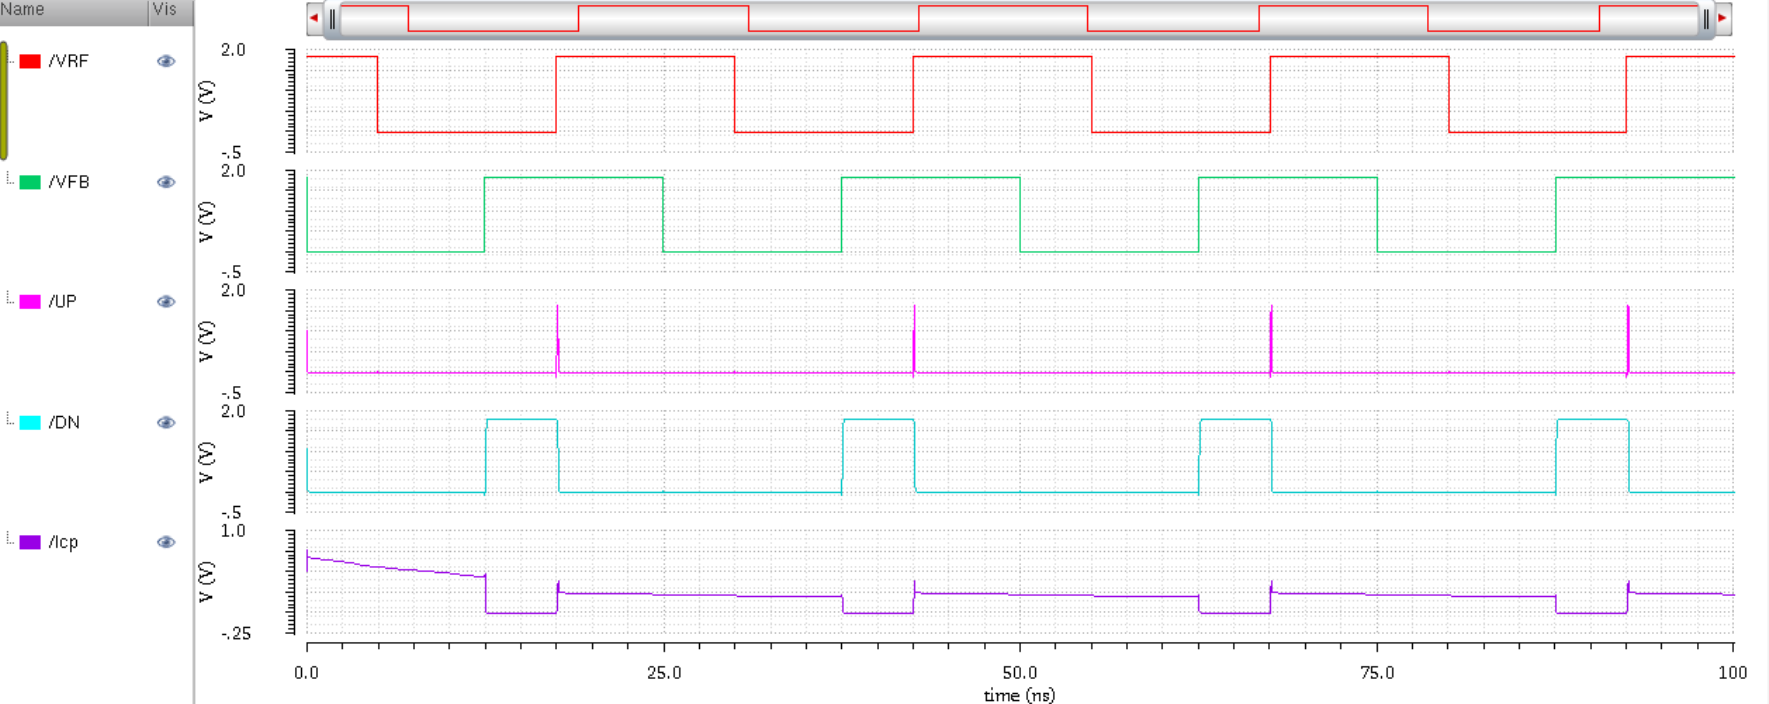 Name Vis
/VRF
/VFB
/UP
/DN
/Icp
2.0
V (V)
-.5
2.0
V (V)
-.5
2.0
V (V)
-.5
2.0
V (V)
-.5
1.0
V (V)
-.25
0.0 25.0 50.0 75.0 100
time (ns)